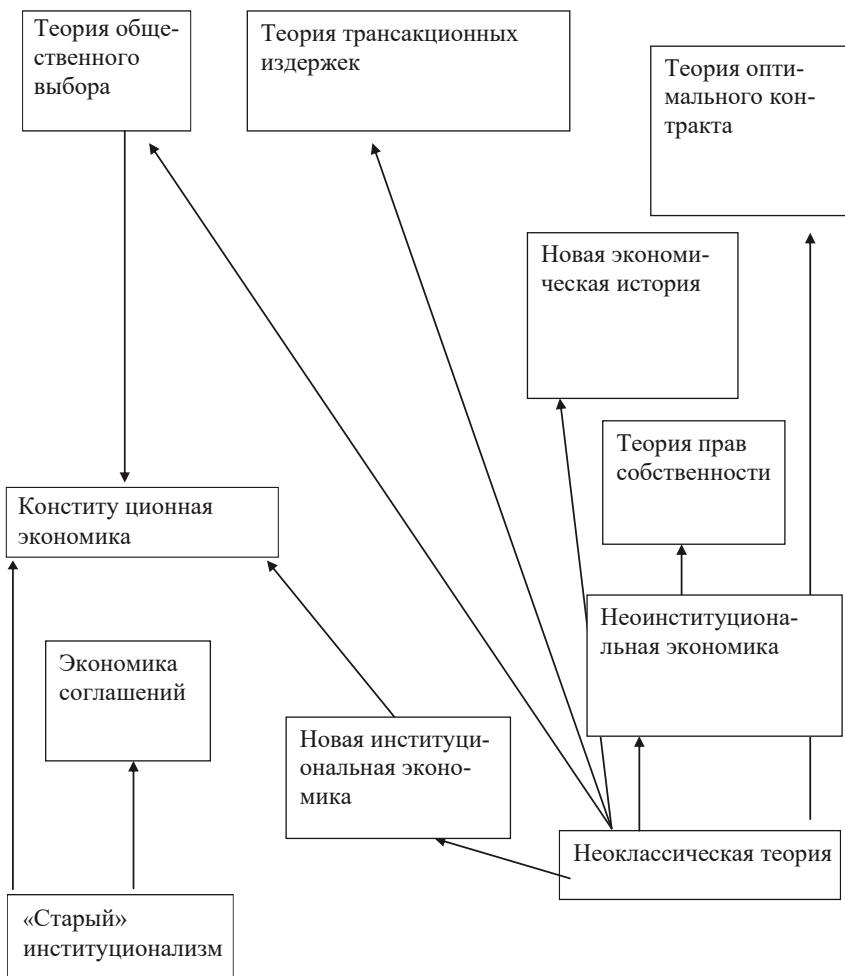 Теория обще-
ственного
выбора
Теория трансакционных
издержек
Теория опти-
мального кон-
тракта
Новая экономи-
ческая история
Теория прав
собственности
Конститу ционная
экономика
Неоинституциона-
льная экономика
Экономика
соглашений
Новая институци-
ональная эконо-
мика
Неоклассическая теория
«Старый»
институционализм